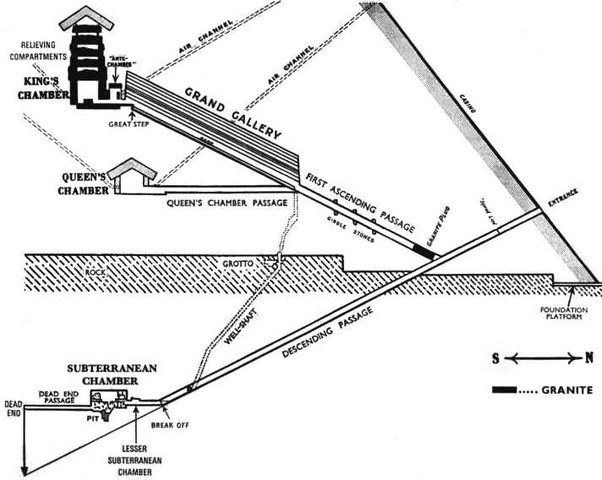 RELIEVING
COMPARTMENTS
"ANTE-
CHAMBER"
KING'S
CHAMBER
GREAT STEP
AIR CHANNEL
AIR CHANNEL
GRAND GALLERY
CASING
QUEEN'S
CHAMBER
QUEEN'S CHAMBER PASSAGE
FIRST ASCENDING PASSAGE
GIRDLE STONES
GRANITE PLUG
ENTRANCE
GROTTO
ROCK
WELL-SHAFT
DESCENDING PASSAGE
FOUNDATION
PLATFORM
S N
GRANITE
SUBTERRANEAN
CHAMBER
DEAD END
PASSAGE
DEAD
END
PIT
BREAK OFF
LESSER
SUBTERRANEAN
CHAMBER